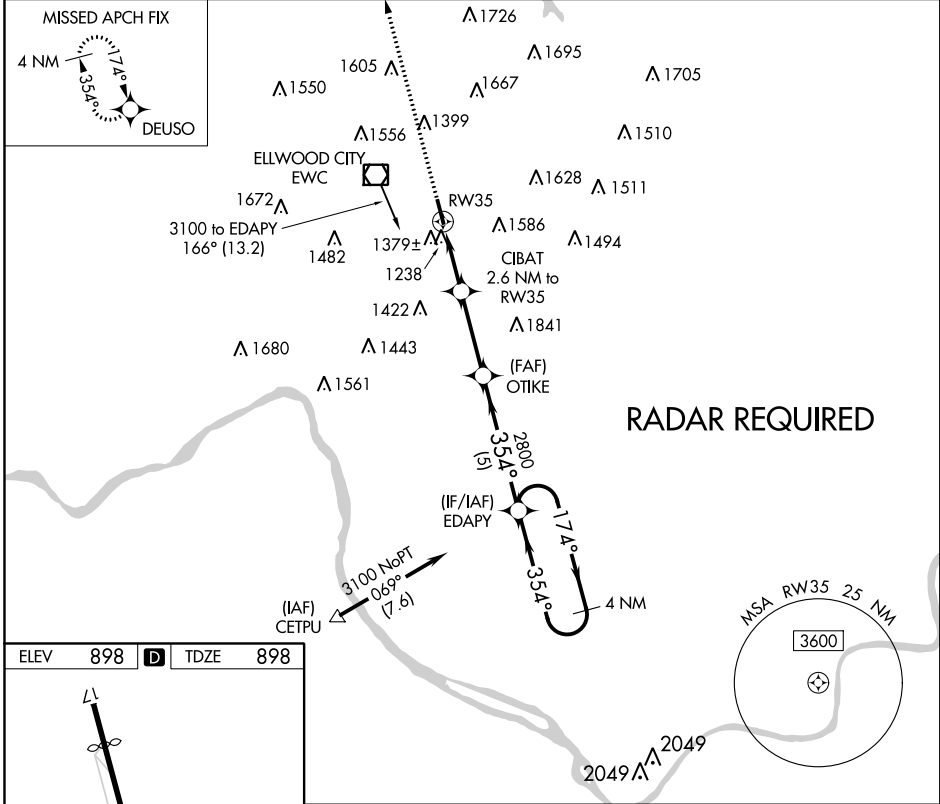 MISSED APCH FIX
4 NM
174°
354°
DEUSO
1726
1695
1605
1705
1550
1667
1399
1556
1510
ELLWOOD CITY
EWC
1628
1511
1672
RW35
3100 to EDAPY
166° (13.2)
1586
1482
1379±
1494
1238
CIBAT
2.6 NM to
RW35
1422
1841
1680
1443
(FAF)
OTIKE
1561
RADAR REQUIRED
2800
354°
(5)
(IF/IAF)
EDAPY
174°
354°
4 NM
3100 NoPT
069°
(7.6)
(IAF)
CETPU
MSA RW35 25 NM
3600
ELEV 898 D TDZE 898
17
2049
2049